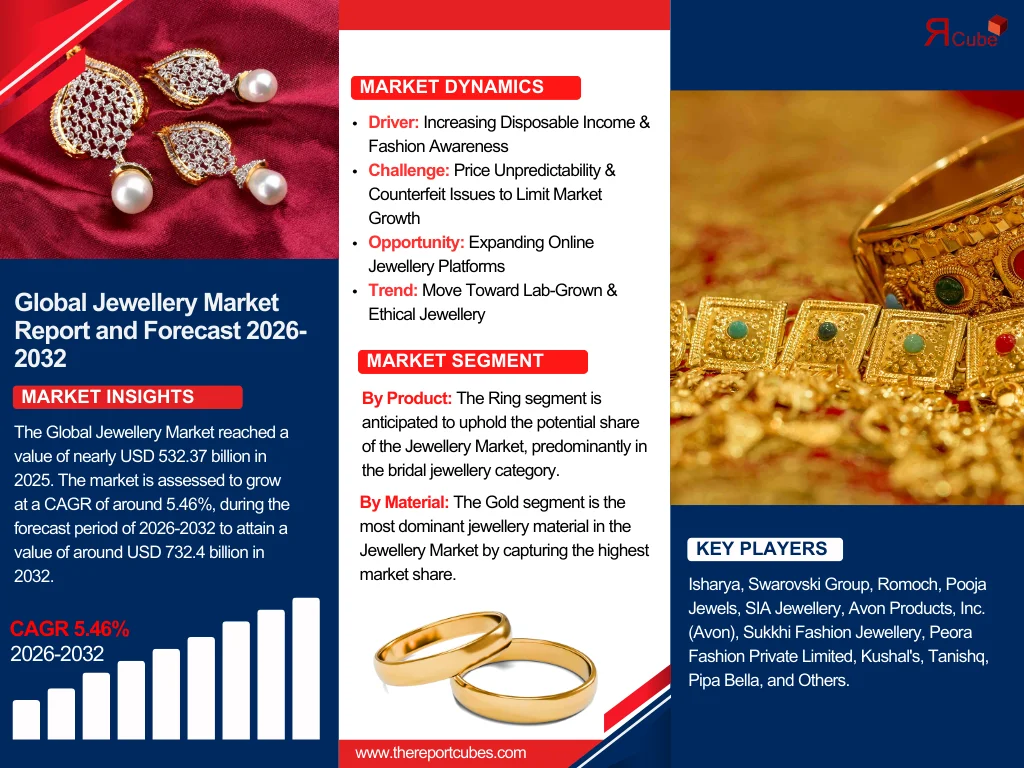 Global Jewellery Market
Report and Forecast 2026-
2032
MARKET INSIGHTS
The Global Jewellery Market reached a
value of nearly USD 532.37 billion in
2025. The market is assessed to grow
at a CAGR of around 5.46%, during the
forecast period of 2026-2032 to attain a
value of around USD 732.4 billion in
2032.
CAGR 5.46%
2026-2032
MARKET DYNAMICS
• Driver: Increasing Disposable Income &
Fashion Awareness
• Challenge: Price Unpredictability &
Counterfeit Issues to Limit Market
Growth
• Opportunity: Expanding Online
Jewellery Platforms
• Trend: Move Toward Lab-Grown &
Ethical Jewellery
MARKET SEGMENT
By Product: The Ring segment is
anticipated to uphold the potential share
of the Jewellery Market, predominantly in
the bridal jewellery category.
By Material: The Gold segment is the
most dominant jewellery material in the
Jewellery Market by capturing the highest
market share.
www.thereportcubes.com
ЯCube
KEY PLAYERS
Isharya, Swarovski Group, Romoch, Pooja
Jewels, SIA Jewellery, Avon Products, Inc.
(Avon), Sukkhi Fashion Jewellery, Peora
Fashion Private Limited, Kushal's, Tanishq,
Pipa Bella, and Others.